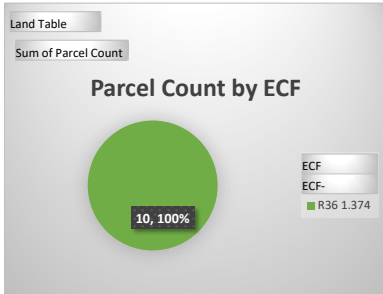 Land Table
Sum of Parcel Count
Parcel Count by ECF
10, 100%
ECF
ECF-
R36 1.374